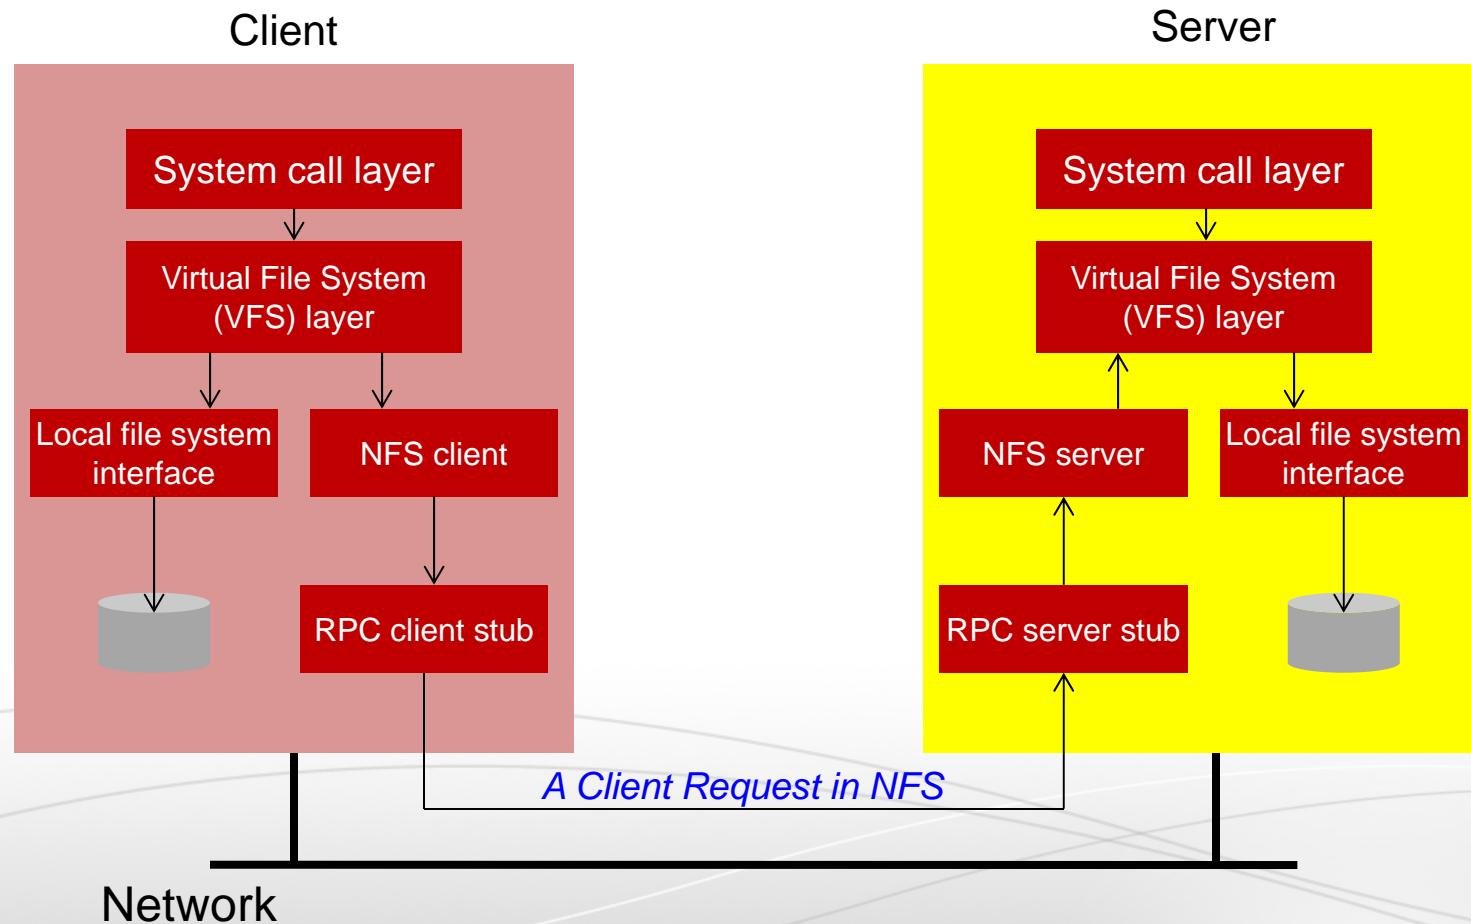 Client
Server
System call layer
System call layer
Virtual File System
(VFS) layer
Virtual File System
(VFS) layer
Local file system
interface
NFS client
NFS server
Local file system
interface
RPC client stub
RPC server stub
A Client Request in NFS
Network